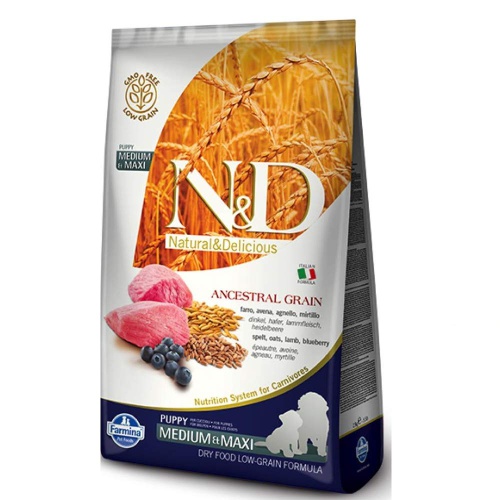 GMO FREE
LOW GRAIN
PUPPY
MEDIUM & MAXI
N&D
Natural&Delicious
ITALIAN
FORMULA
ANCESTRAL GRAIN
farro, avena, agnello, mirtillo
dinkel, hafer, lammfleisch,
heidelbeere
spelt, oats, lamb, blueberry
épeautre, avoine,
agneau, myrtille
Nutrition System for Carnivores
Farmina
Pet Foods
PUPPY
MEDIUM & MAXI
DRY FOOD LOW-GRAIN FORMULA